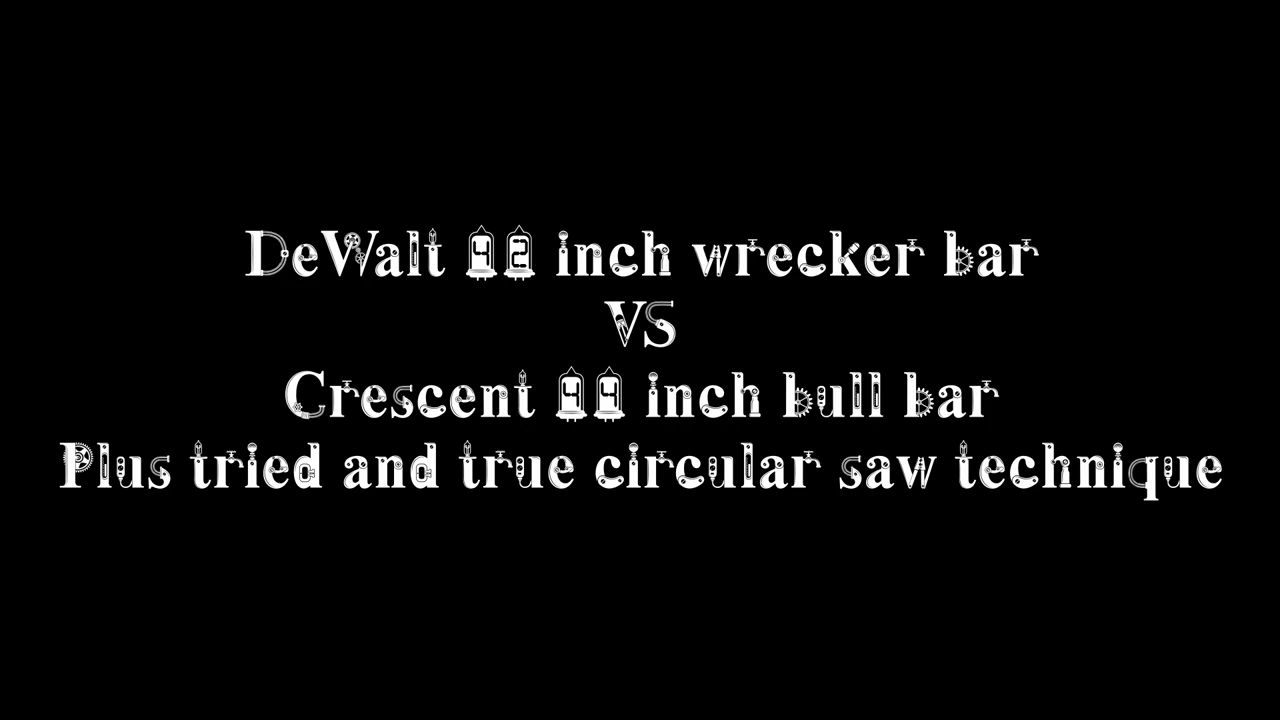 DeWalt 42 inch wrecker bar
VS
Crescent 44 inch bull bar
Plus tried and true circular saw technique